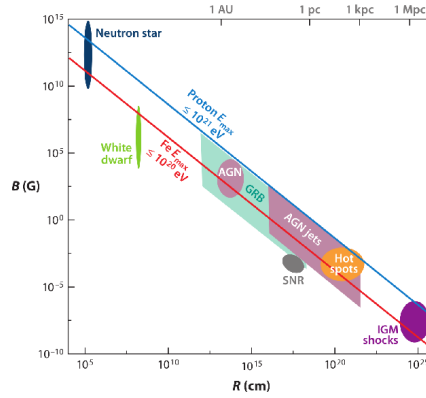 1 AU 1 pc 1 kpc 1 Mpc
10^15
Neutron star
10^10
Proton E_max
≤ 10^21 eV
Fe E_max
≤ 10^20 eV
10^5
White
dwarf
B (G)
AGN
GRB
10^0
AGN jets
Hot
spots
SNR
10^−5
IGM
shocks
10^−10
10^5 10^10 10^15 10^20 10^25
R (cm)